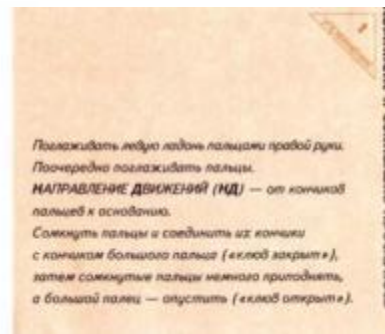 1
Поглаживать левую ладонь пальцами правой руки.
Поочередно поглаживать пальцы.
НАПРАВЛЕНИЕ ДВИЖЕНИЙ (НД) — от кончиков
пальцев к основанию.
Сомкнуть пальцы и соединить их кончики
с кончиком большого пальца («клюв закрыт»),
затем сомкнутые пальцы немного приподнять,
а большой палец — опустить («клюв открыт»).